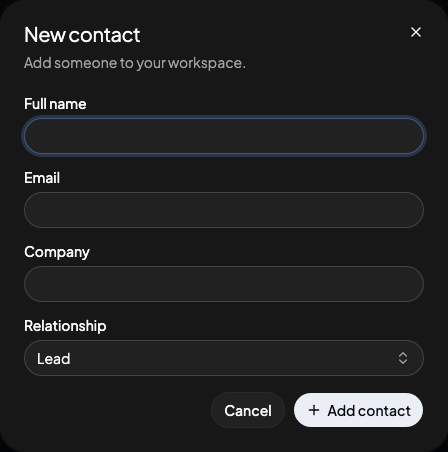 New contact
Add someone to your workspace.
Full name
Email
Company
Relationship
Lead
Cancel
+ Add contact